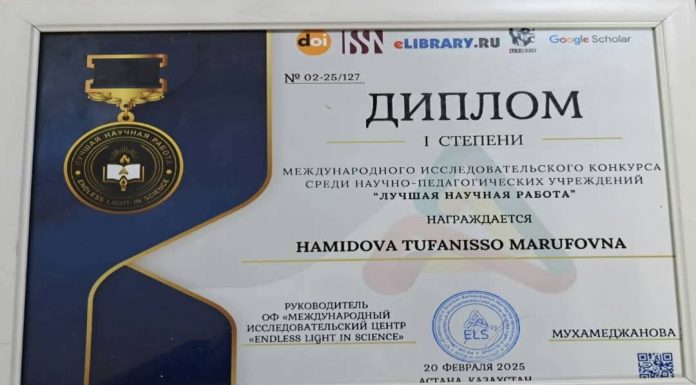 doi ISSN eLIBRARY.RU Google Scholar
№ 02-25/127
ДИПЛОМ
I СТЕПЕНИ
МЕЖДУНАРОДНОГО ИССЛЕДОВАТЕЛЬСКОГО КОНКУРСА
СРЕДИ НАУЧНО-ПЕДАГОГИЧЕСКИХ УЧРЕЖДЕНИЙ
“ЛУЧШАЯ НАУЧНАЯ РАБОТА”
НАГРАЖДАЕТСЯ
HAMIDOVA TUFANISSO MARUFOVNA
ЛУЧШАЯ НАУЧНАЯ РАБОТА
ENDLESS LIGHT IN SCIENCE
РУКОВОДИТЕЛЬ
ОФ «МЕЖДУНАРОДНЫЙ
ИССЛЕДОВАТЕЛЬСКИЙ ЦЕНТР
«ENDLESS LIGHT IN SCIENCE»
ELS
МУХАМЕДЖАНОВА
20 ФЕВРАЛЯ 2025
АСТАНА, КАЗАХСТАН